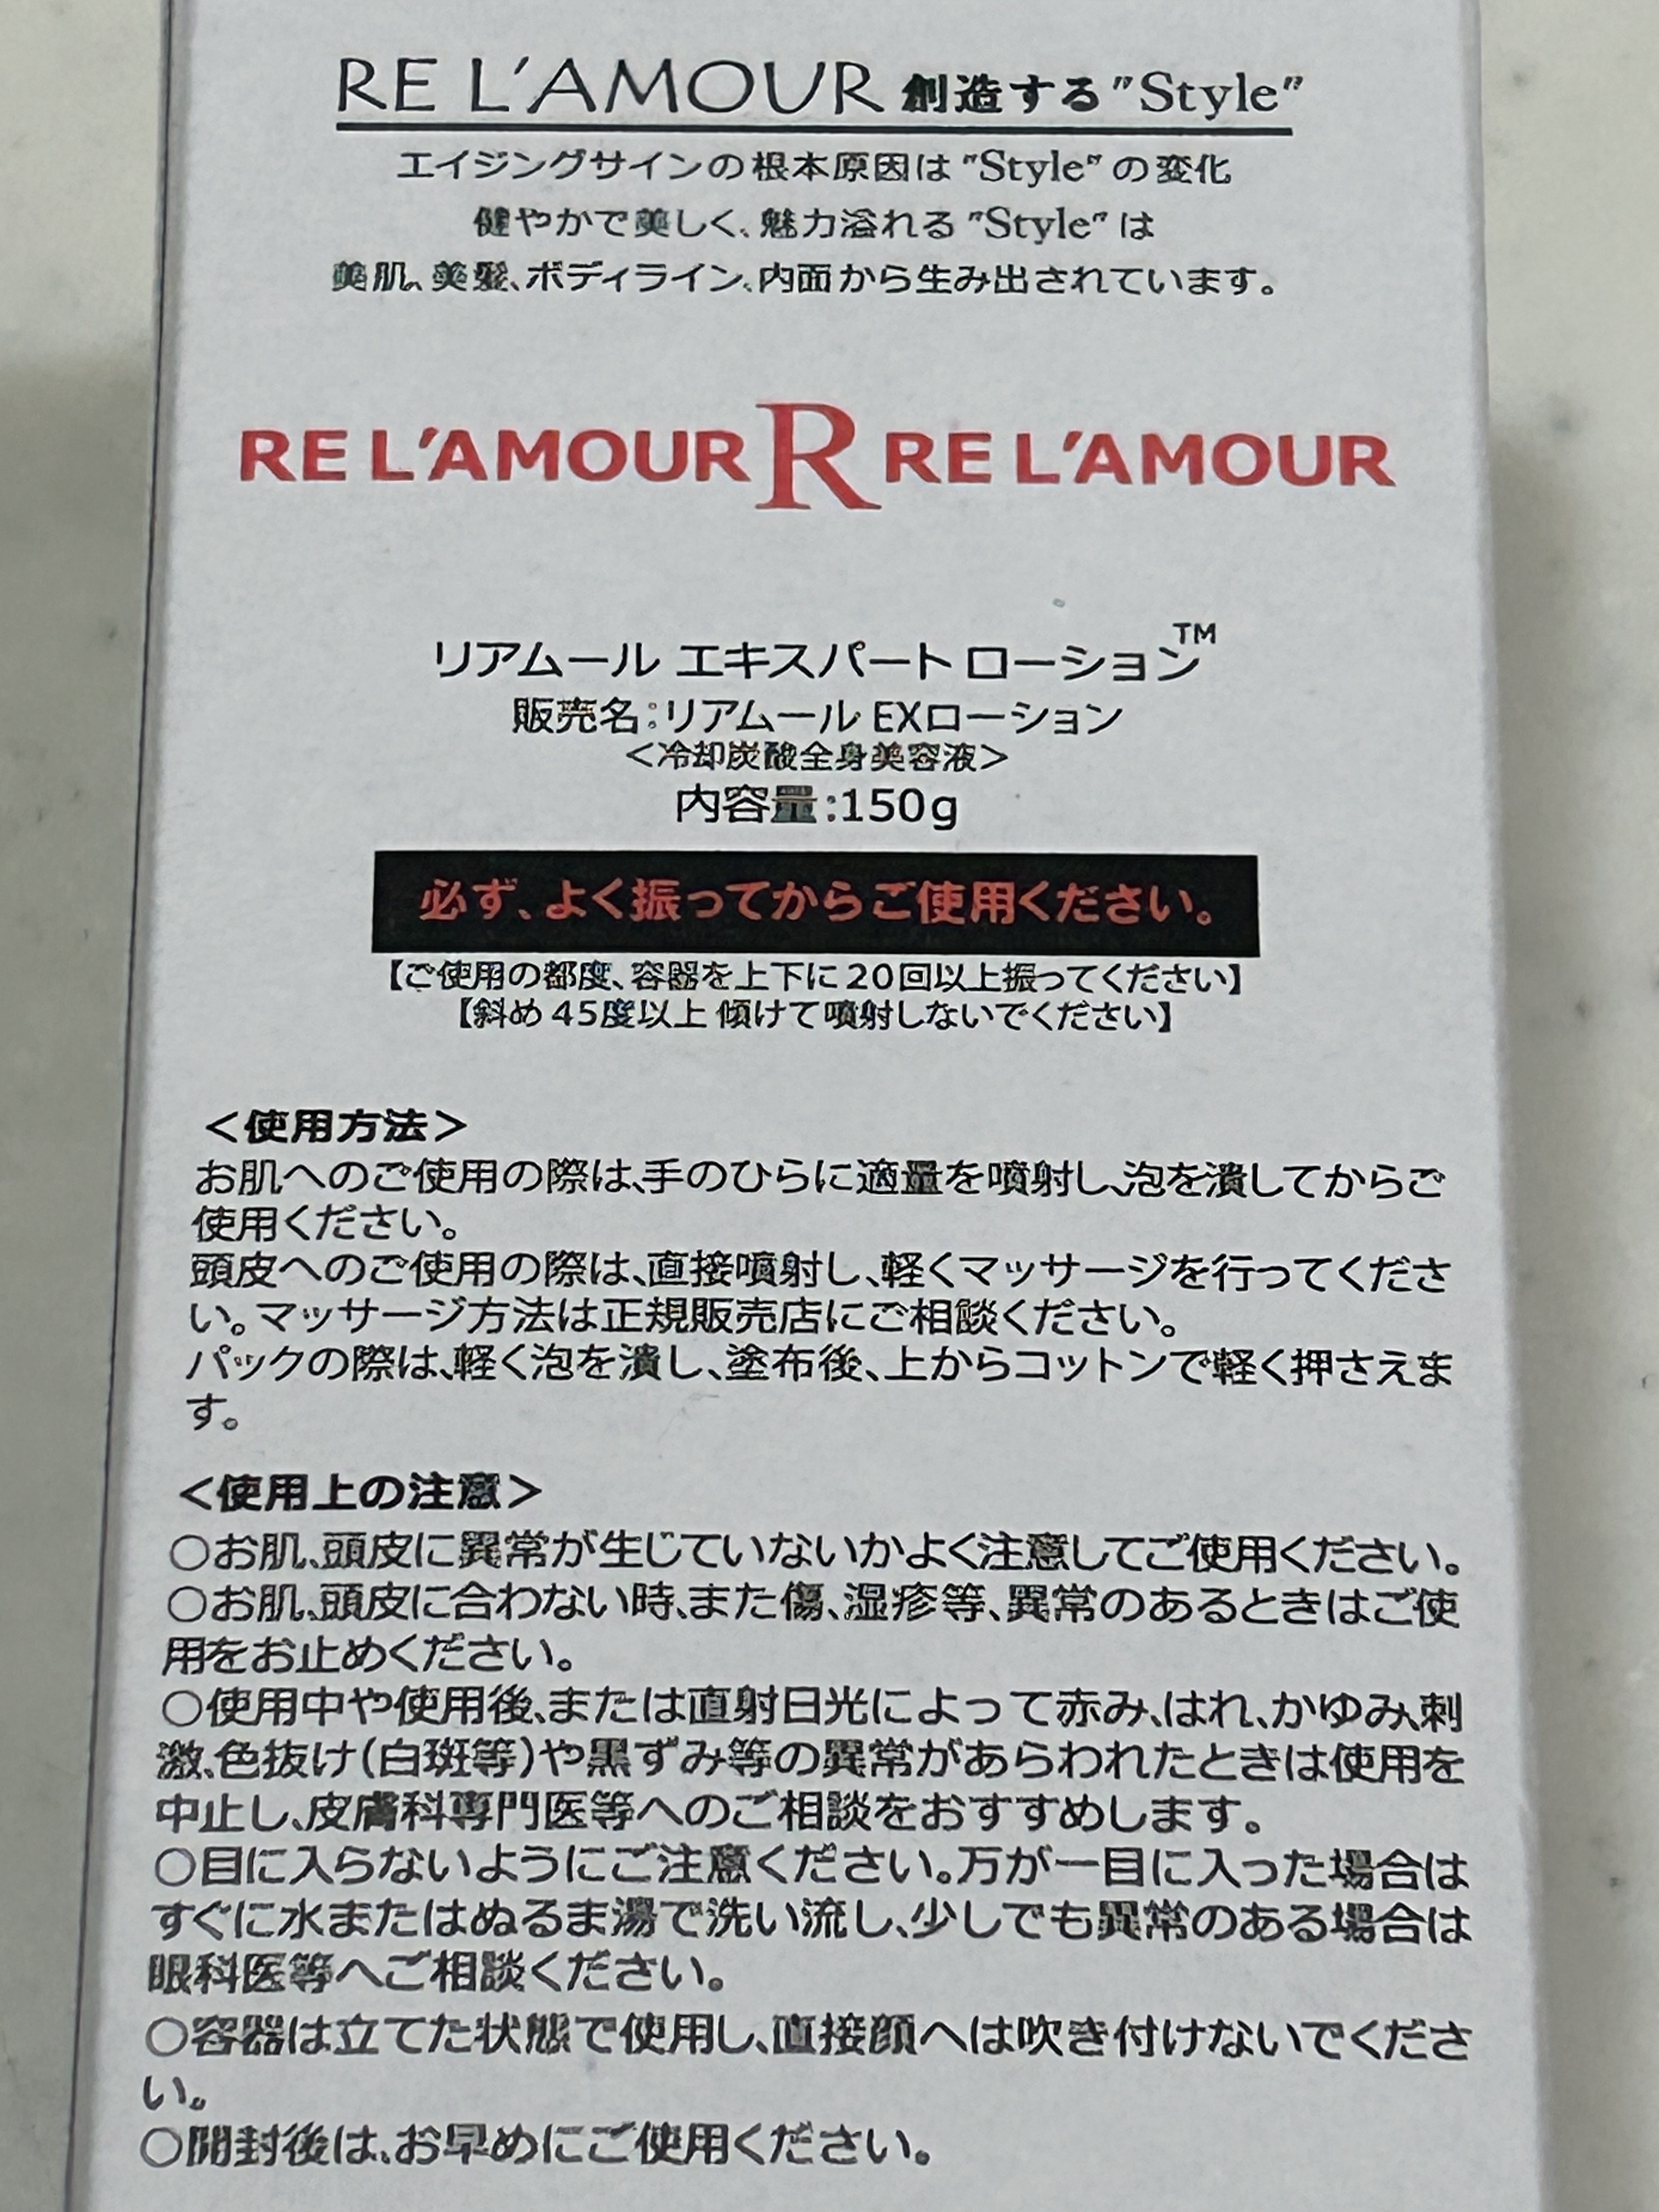 RE L'AMOUR 創造する"Style"
エイジングサインの根本原因は "Style" の変化
健やかで美しく、魅力溢れる "Style" は
美肌、美髪、ボディライン、内面から生み出されています。
RE L'AMOUR R RE L'AMOUR
リアムール エキスパート ローション™
販売名:リアムール EXローション
<冷却炭酸全身美容液>
内容量:150g
必ず、よく振ってからご使用ください。
【ご使用の都度、容器を上下に20回以上振ってください】
【斜め45度以上 傾けて噴射しないでください】
<使用方法>
お肌へのご使用の際は、手のひらに適量を噴射し、泡を潰してからご
使用ください。
頭皮へのご使用の際は、直接噴射し、軽くマッサージを行ってくださ
い。マッサージ方法は正規販売店にご相談ください。
パックの際は、軽く泡を潰し、塗布後、上からコットンで軽く押さえま
す。
<使用上の注意>
○お肌、頭皮に異常が生じていないかよく注意してご使用ください。
○お肌、頭皮に合わない時、また傷、湿疹等、異常のあるときはご使
用をお止めください。
○使用中や使用後、または直射日光によって赤み、はれ、かゆみ、刺
激、色抜け(白斑等)や黒ずみ等の異常があらわれたときは使用を
中止し、皮膚科専門医等へのご相談をおすすめします。
○目に入らないようにご注意ください。万が一目に入った場合は
すぐに水またはぬるま湯で洗い流し、少しでも異常のある場合は
眼科医等へご相談ください。
○容器は立てた状態で使用し、直接顔へは吹き付けないでくださ
い。
○開封後は、お早めにご使用ください。